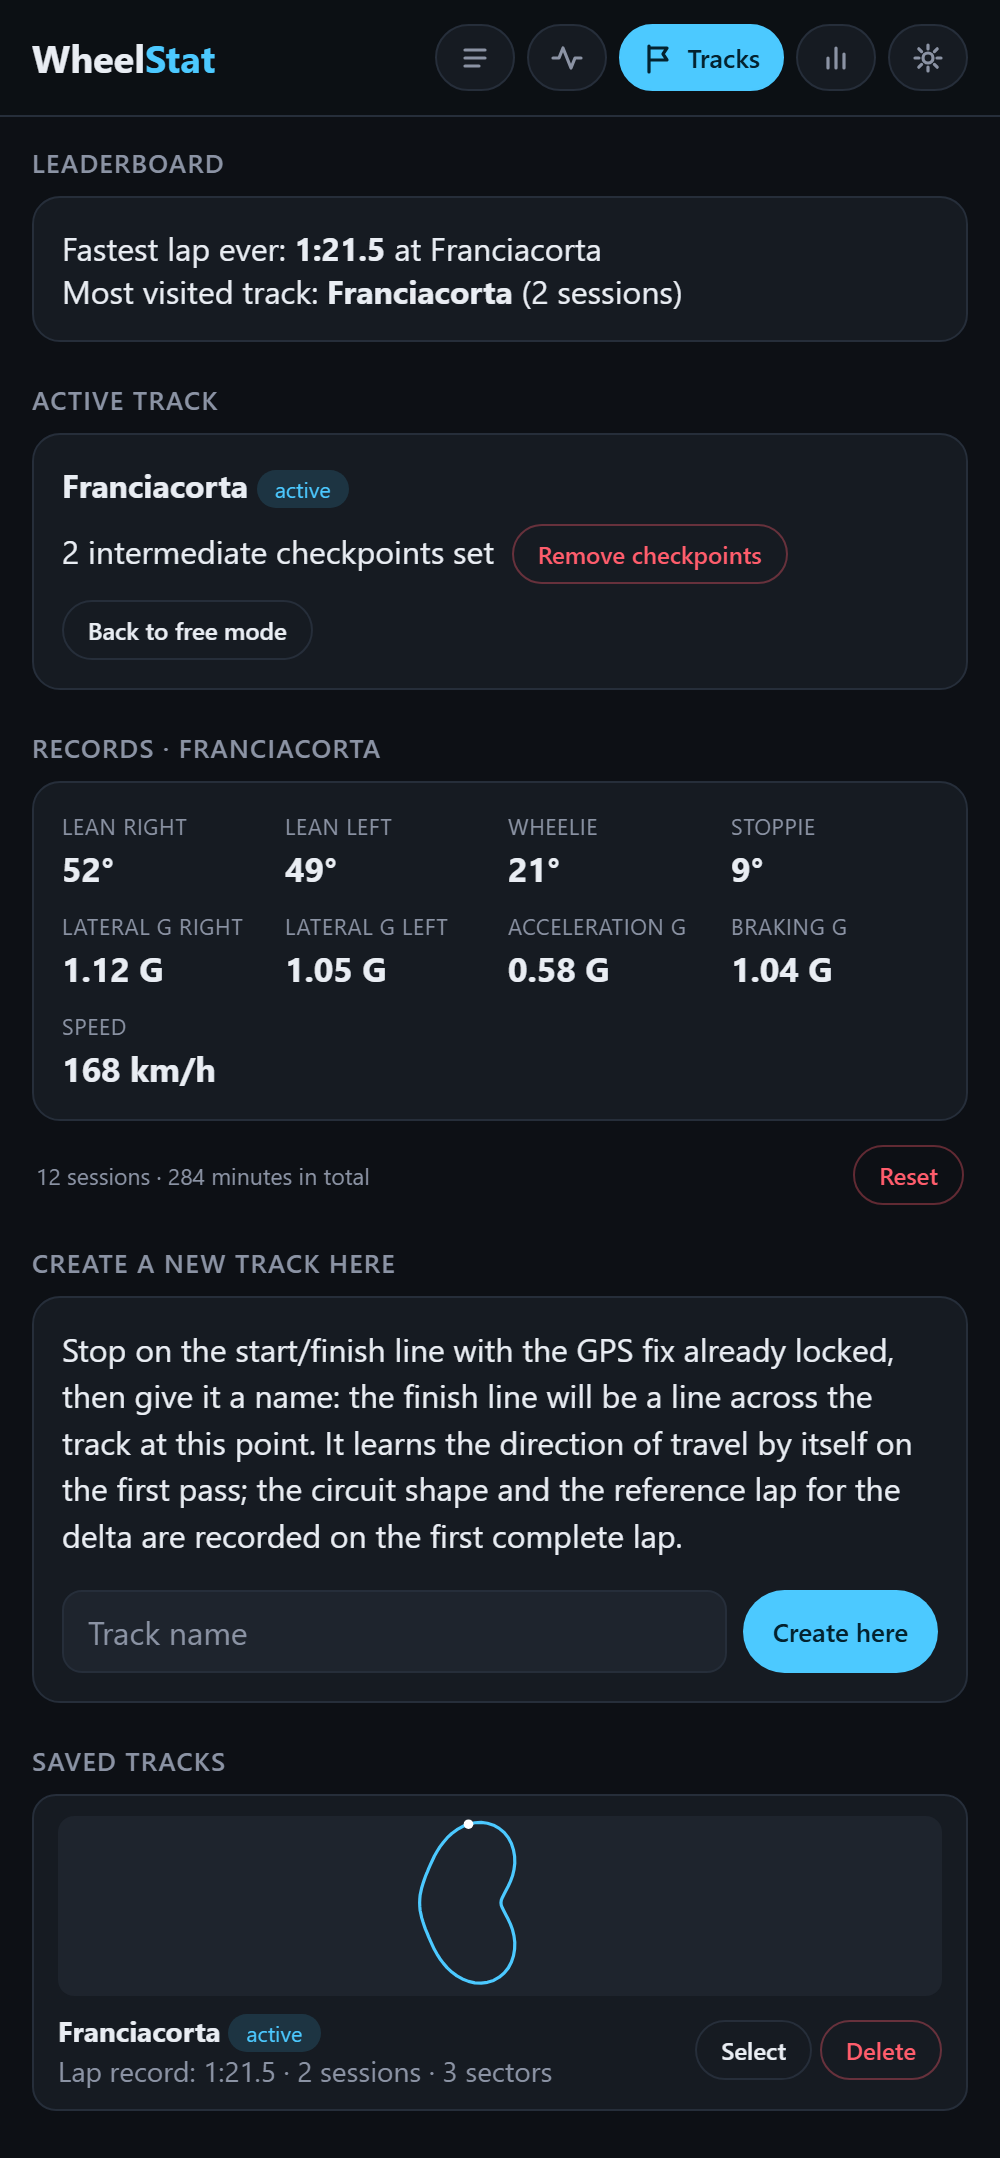 WheelStat
Tracks
LEADERBOARD
Fastest lap ever: 1:21.5 at Franciacorta
Most visited track: Franciacorta (2 sessions)
ACTIVE TRACK
Franciacorta active
2 intermediate checkpoints set Remove checkpoints
Back to free mode
RECORDS · FRANCIACORTA
LEAN RIGHT LEAN LEFT WHEELIE STOPPIE
52° 49° 21° 9°
LATERAL G RIGHT LATERAL G LEFT ACCELERATION G BRAKING G
1.12 G 1.05 G 0.58 G 1.04 G
SPEED
168 km/h
12 sessions · 284 minutes in total Reset
CREATE A NEW TRACK HERE
Stop on the start/finish line with the GPS fix already locked,
then give it a name: the finish line will be a line across the
track at this point. It learns the direction of travel by itself on
the first pass; the circuit shape and the reference lap for the
delta are recorded on the first complete lap.
Track name Create here
SAVED TRACKS
Franciacorta active
Lap record: 1:21.5 · 2 sessions · 3 sectors
Select Delete